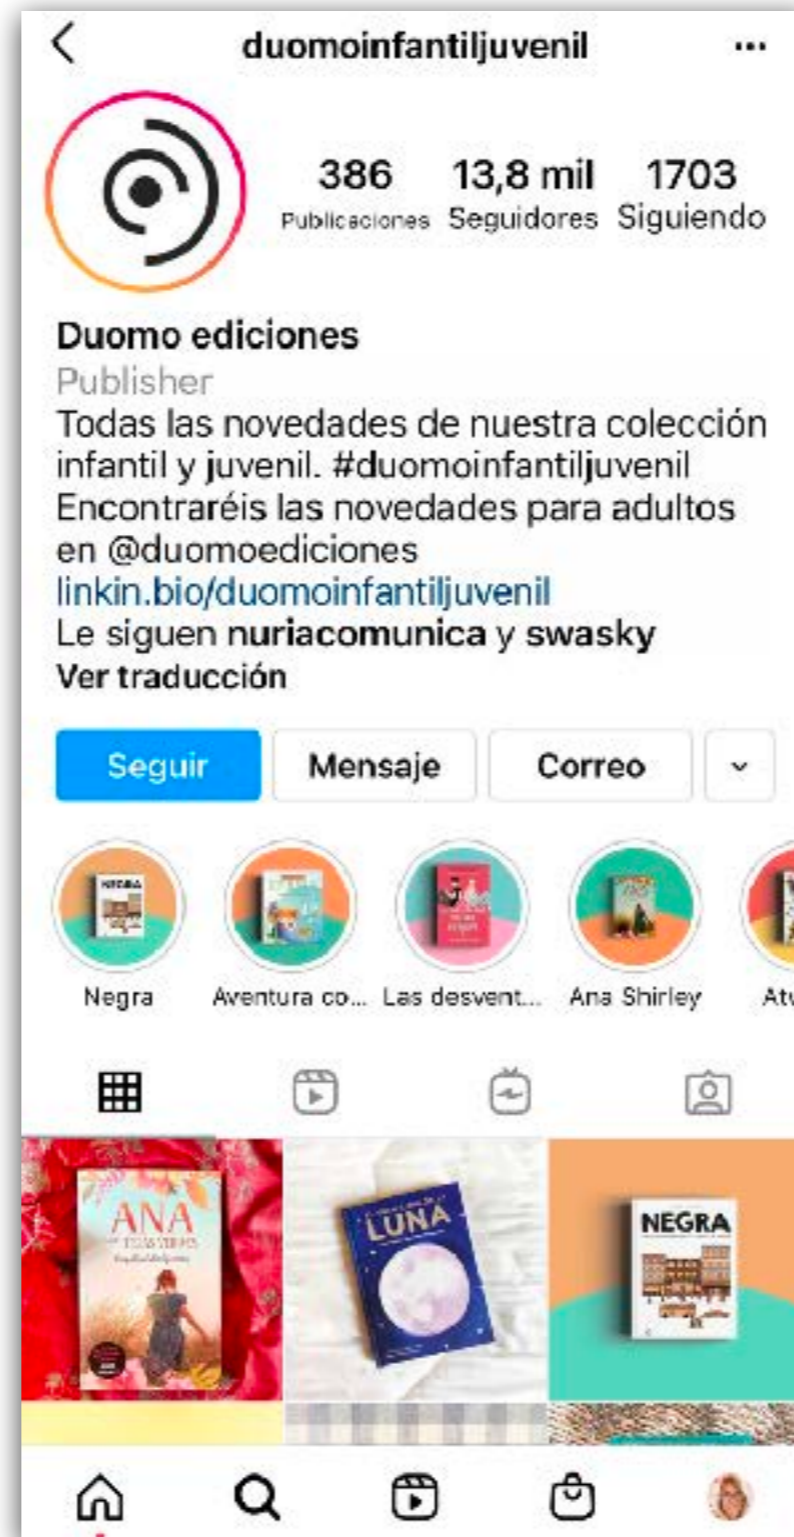 duomoinfantiljuvenil
386 13,8 mil 1703
Publicaciones Seguidores Siguiendo
Duomo ediciones
Publisher
Todas las novedades de nuestra colección
infantil y juvenil. #duomoinfantiljuvenil
Encontraréis las novedades para adultos
en @duomoediciones
linkin.bio/duomoinfantiljuvenil
Le siguen nuriacomunica y swasky
Ver traducción
Seguir Mensaje Correo
NEGRA
Negra Aventura co... Las desvent... Ana Shirley
ANA
LUNA
NEGRA